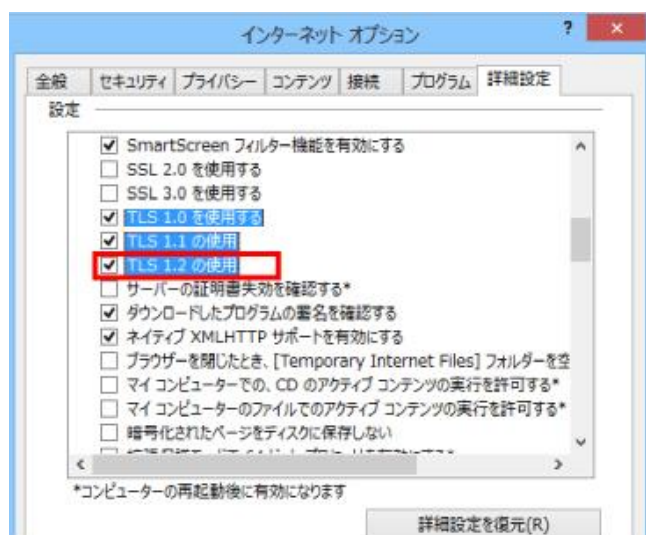 インターネット オプション
?
×
全般 セキュリティ プライバシー コンテンツ 接続 プログラム 詳細設定
設定
SmartScreen フィルター機能を有効にする
SSL 2.0 を使用する
SSL 3.0 を使用する
TLS 1.0 を使用する
TLS 1.1 の使用
TLS 1.2 の使用
サーバーの証明書失効を確認する*
ダウンロードしたプログラムの署名を確認する
ネイティブ XMLHTTP サポートを有効にする
ブラウザーを閉じたとき、[Temporary Internet Files] フォルダーを空
マイ コンピューターでの、CD のアクティブ コンテンツの実行を許可する*
マイ コンピューターのファイルでのアクティブ コンテンツの実行を許可する*
暗号化されたページをディスクに保存しない
*コンピューターの再起動後に有効になります
詳細設定を復元(R)